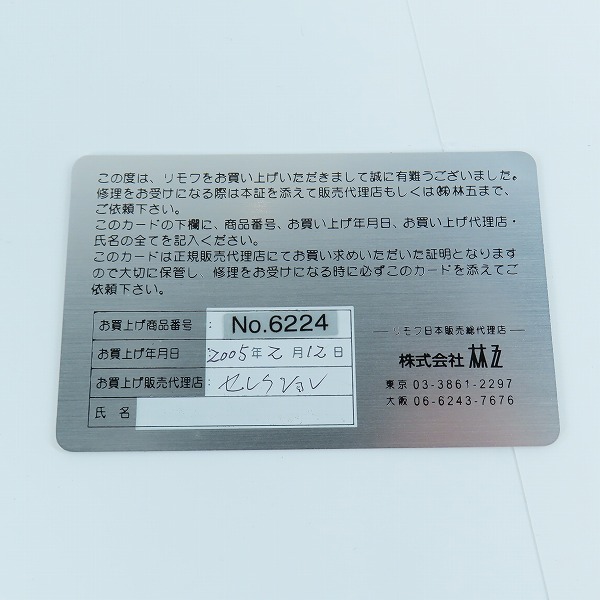 この度は、リモワをお買い上げいただきまして誠に有難うございました。
修理をお受けになる際は本証を添えて販売代理店もしくは㈱林五まで、
ご依頼下さい。
このカードの下欄に、商品番号、お買い上げ年月日、お買い上げ代理店・
氏名の全てを記入ください。
このカードは正規販売代理店にてお買い求めいただいた証明となります
ので大切に保管し、修理をお受けになる時に必ずこのカードを添えてご
依頼下さい。
お買上げ商品番号 : No.6224
お買上げ年月日 : 2005年2月12日
お買上げ販売代理店 : セレクション
氏名
リモワ日本販売総代理店
株式会社 林五
東京 03-3861-2297
大阪 06-6243-7676